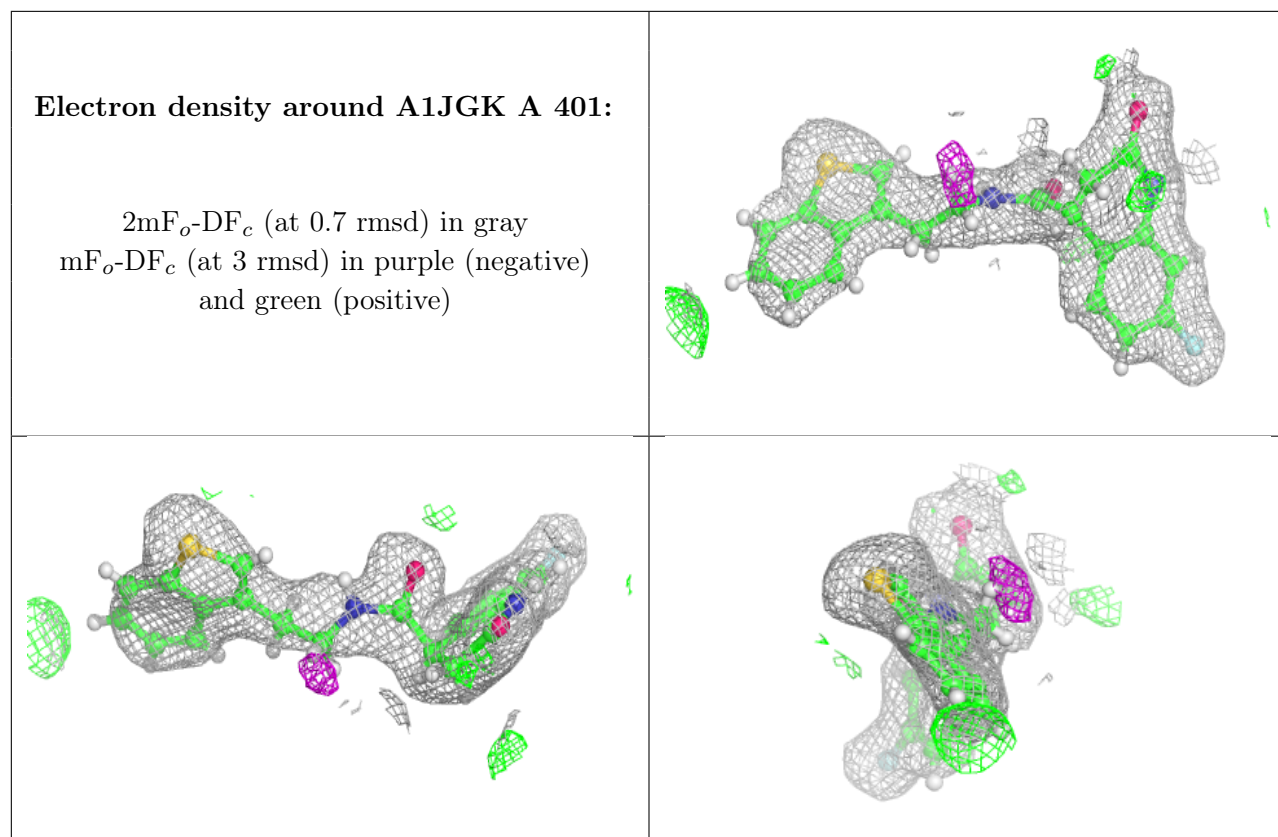 Electron density around A1JGK A 401:
2mFₒ-DF𝒸 (at 0.7 rmsd) in gray
mFₒ-DF𝒸 (at 3 rmsd) in purple (negative)
and green (positive)